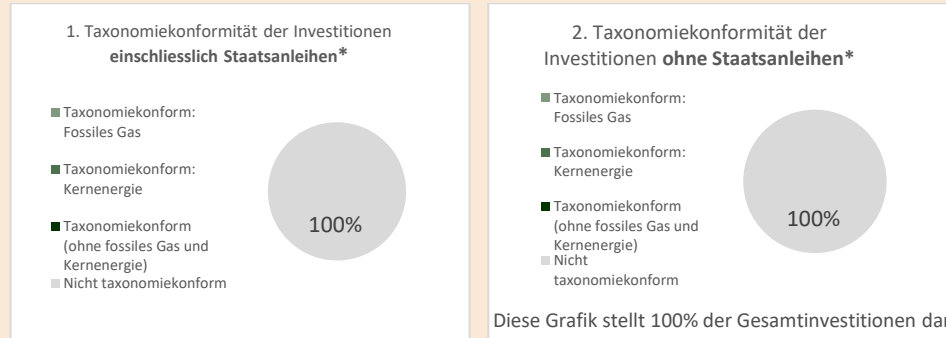 1. Taxonomiekonformität der Investitionen
einschliesslich Staatsanleihen*
Taxonomiekonform:
Fossiles Gas
Taxonomiekonform:
Kernenergie
Taxonomiekonform
(ohne fossiles Gas und
Kernenergie)
Nicht taxonomiekonform
100%
2. Taxonomiekonformität der
Investitionen ohne Staatsanleihen*
Taxonomiekonform:
Fossiles Gas
Taxonomiekonform:
Kernenergie
Taxonomiekonform
(ohne fossiles Gas und
Kernenergie)
Nicht
taxonomiekonform
100%
Diese Grafik stellt 100% der Gesamtinvestitionen dar